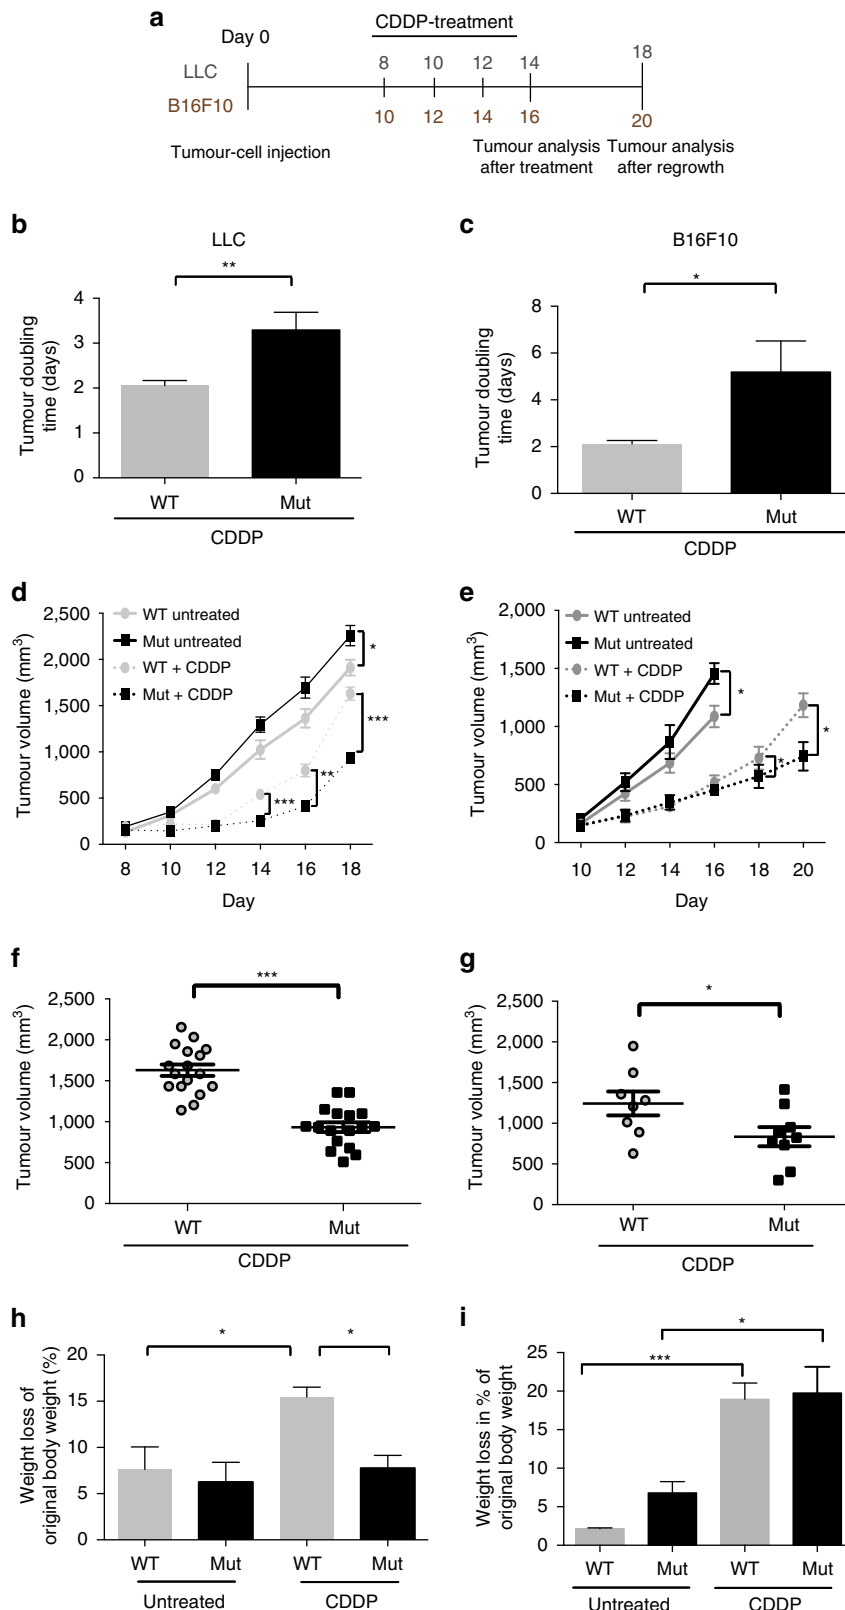 a
CDDP-treatment
Day 0
LLC
8 10 12 14 18
B16F10
10 12 14 16 20
Tumour-cell injection
Tumour analysis
after treatment
Tumour analysis
after regrowth
b
LLC
**
Tumour doubling
time (days)
4
3
2
1
0
WT Mut
CDDP
c
B16F10
*
Tumour doubling
time (days)
8
6
4
2
0
WT Mut
CDDP
d
WT untreated
Mut untreated
WT + CDDP
Mut + CDDP
Tumour volume (mm³)
2,500
2,000
1,500
1,000
500
0
*
***
**
***
8 10 12 14 16 18
Day
e
WT untreated
Mut untreated
WT + CDDP
Mut + CDDP
Tumour volume (mm³)
2,000
1,500
1,000
500
0
*
*
*
10 12 14 16 18 20
Day
f
***
Tumour volume (mm³)
2,500
2,000
1,500
1,000
500
0
WT Mut
CDDP
g
*
Tumour volume (mm³)
2,500
2,000
1,500
1,000
500
0
WT Mut
CDDP
h
* *
Weight loss of
original body weight (%)
20
15
10
5
0
WT Mut WT Mut
Untreated CDDP
i
*
***
Weight loss in % of
original body weight
25
20
15
10
5
0
WT Mut WT Mut
Untreated CDDP